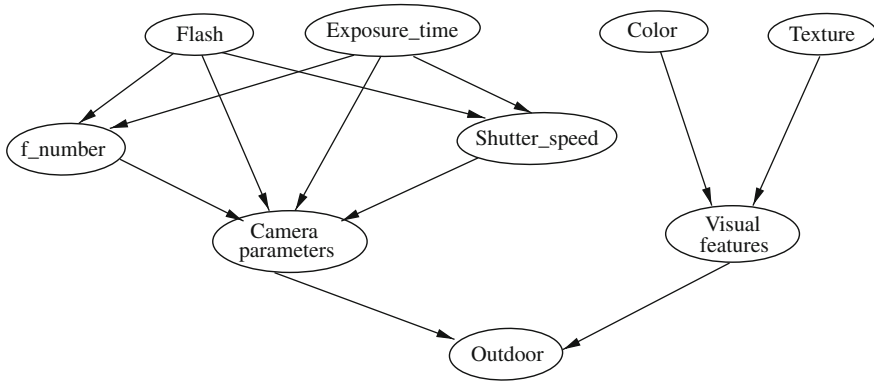 Flash
Exposure_time
Color
Texture
f_number
Shutter_speed
Camera
parameters
Visual
features
Outdoor